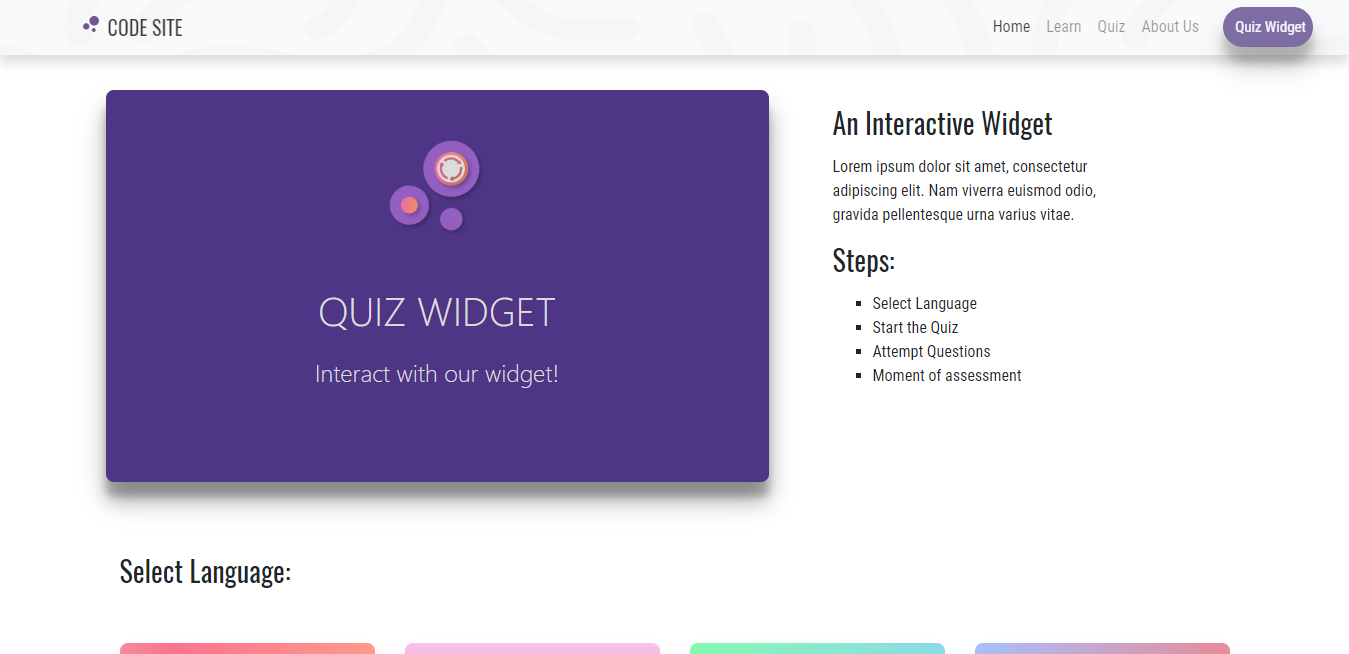 CODE SITE
Home Learn Quiz About Us Quiz Widget
QUIZ WIDGET
Interact with our widget!
An Interactive Widget
Lorem ipsum dolor sit amet, consectetur
adipiscing elit. Nam viverra euismod odio,
gravida pellentesque urna varius vitae.
Steps:
Select Language
Start the Quiz
Attempt Questions
Moment of assessment
Select Language: